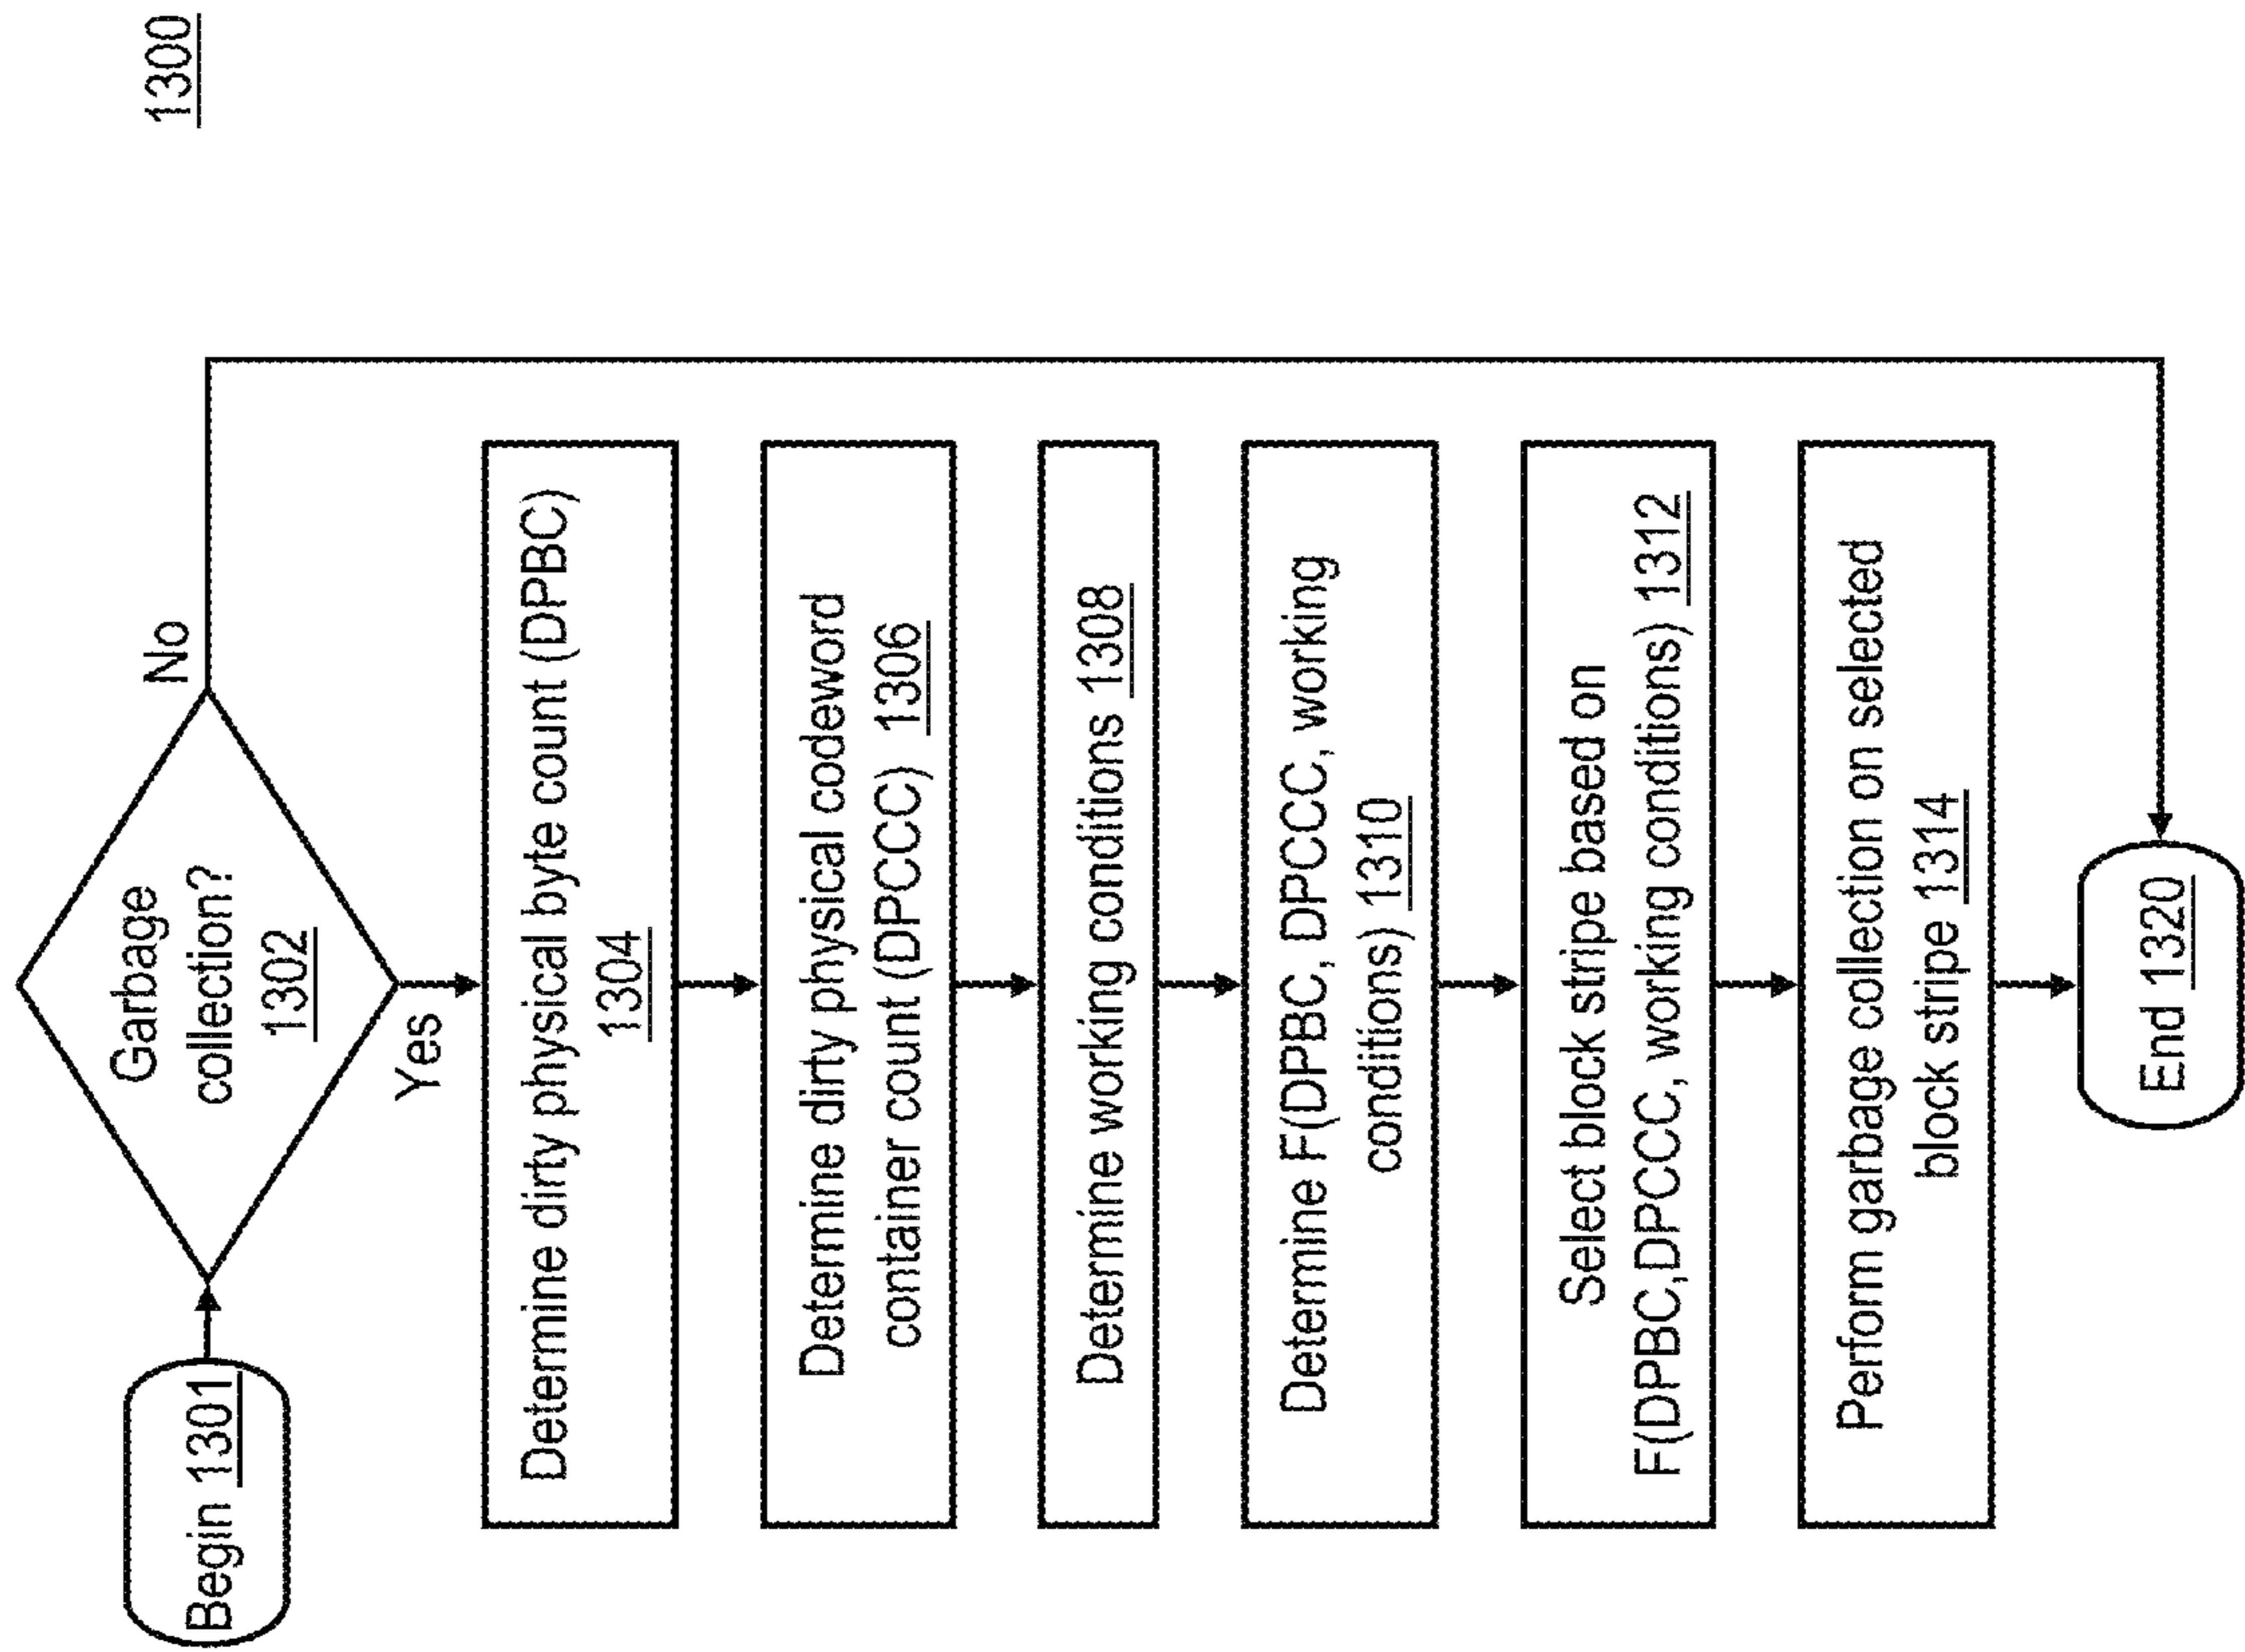 1300
Begin 1301
Garbage
collection?
1302
No
Yes
Determine dirty physical byte count (DPBC)
1304
Determine dirty physical codeword
container count (DPCCC) 1306
Determine working conditions 1308
Determine F(DPBC, DPCCC, working
conditions) 1310
Select block stripe based on
F(DPBC,DPCCC, working conditions) 1312
Perform garbage collection on selected
block stripe 1314
End 1320